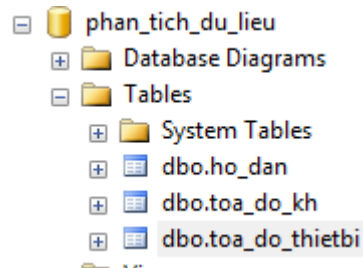 phan_tich_du_lieu
Database Diagrams
Tables
System Tables
dbo.ho_dan
dbo.toa_do_kh
dbo.toa_do_thietbi